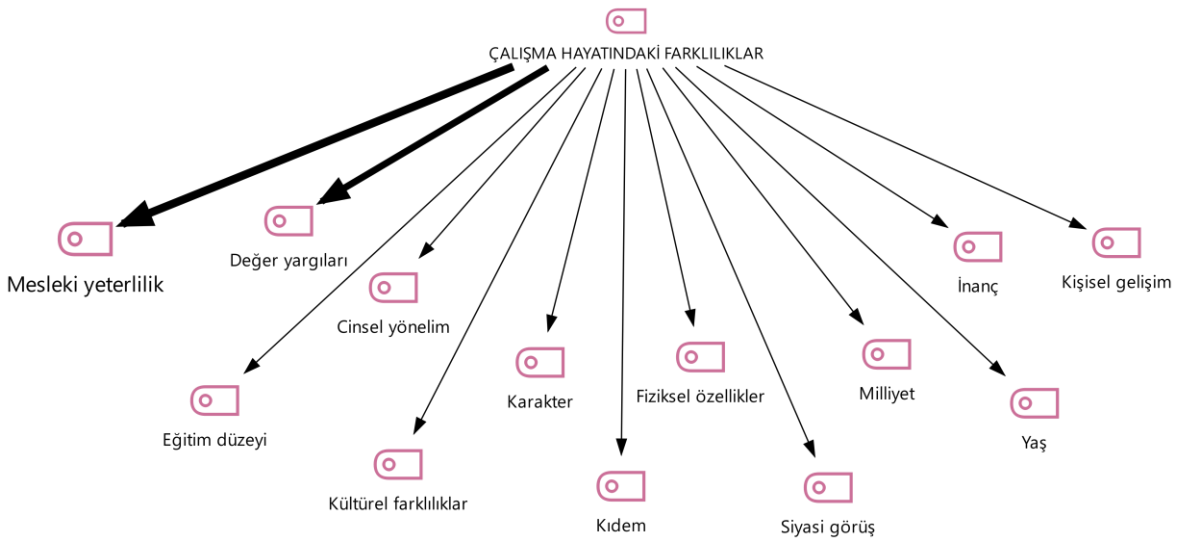 ÇALIŞMA HAYATINDAKİ FARKLILIKLAR
Mesleki yeterlilik
Değer yargıları
Cinsel yönelim
İnanç
Kişisel gelişim
Eğitim düzeyi
Karakter
Fiziksel özellikler
Milliyet
Yaş
Kültürel farklılıklar
Kıdem
Siyasi görüş